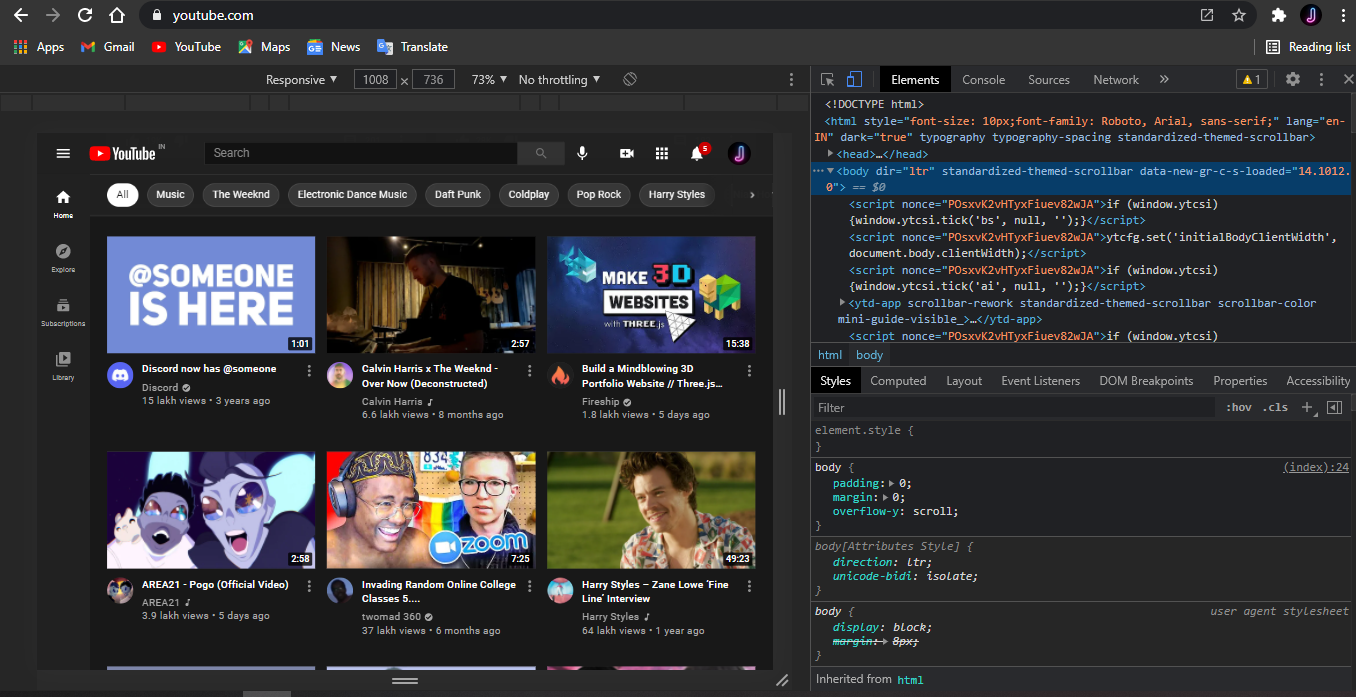 youtube.com
Apps Gmail YouTube Maps News Translate Reading list
Responsive ▼ 1008 × 736 73% ▼ No throttling ▼
Elements Console Sources Network » 1
YouTube IN
Search
5
All Music The Weeknd Electronic Dance Music Daft Punk Coldplay Pop Rock Harry Styles
Home
Explore
Subscriptions
Library
@SOMEONE
IS HERE
1:01
2:57
MAKE 3D
WEBSITES
with THREE.js
15:38
Discord now has @someone
Discord
15 lakh views • 3 years ago
Calvin Harris x The Weeknd -
Over Now (Deconstructed)
Calvin Harris ♪
6.6 lakh views • 8 months ago
Build a Mindblowing 3D
Portfolio Website // Three.js…
Fireship
1.8 lakh views • 5 days ago
2:58
834
zoom
7:25
49:23
AREA21 - Pogo (Official Video)
AREA21 ♪
3.9 lakh views • 5 days ago
Invading Random Online College
Classes 5....
twomad 360
37 lakh views • 6 months ago
Harry Styles – Zane Lowe ‘Fine
Line’ Interview
Harry Styles ♪
64 lakh views • 1 year ago
<!DOCTYPE html>
<html style="font-size: 10px;font-family: Roboto, Arial, sans-serif;" lang="en-
IN" dark="true" typography typography-spacing standardized-themed-scrollbar>
<head>…</head>
<body dir="ltr" standardized-themed-scrollbar data-new-gr-c-s-loaded="14.1012.
0"> == $0
<script nonce="POsxvK2vHTyxFiuev82wJA">if (window.ytcsi)
{window.ytcsi.tick('bs', null, '');}</script>
<script nonce="POsxvK2vHTyxFiuev82wJA">ytcfg.set('initialBodyClientWidth',
document.body.clientWidth);</script>
<script nonce="POsxvK2vHTyxFiuev82wJA">if (window.ytcsi)
{window.ytcsi.tick('ai', null, '');}</script>
<ytd-app scrollbar-rework standardized-themed-scrollbar scrollbar-color
mini-guide-visible_>…</ytd-app>
<script nonce="POsxvK2vHTyxFiuev82wJA">if (window.ytcsi)
html body
Styles Computed Layout Event Listeners DOM Breakpoints Properties Accessibility
Filter :hov .cls +
element.style {
}
body { (index):24
padding: 0;
margin: 0;
overflow-y: scroll;
}
body[Attributes Style] {
direction: ltr;
unicode-bidi: isolate;
}
body { user agent stylesheet
display: block;
margin: 8px;
}
Inherited from html